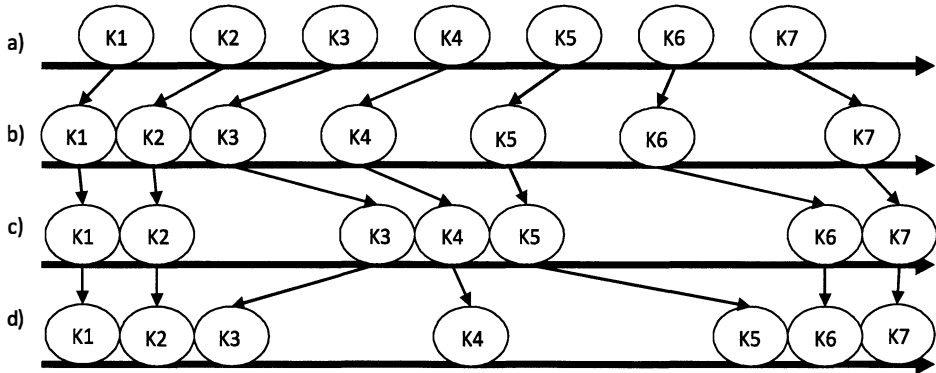 a) K1 K2 K3 K4 K5 K6 K7
b) K1 K2 K3 K4 K5 K6 K7
c) K1 K2 K3 K4 K5 K6 K7
d) K1 K2 K3 K4 K5 K6 K7